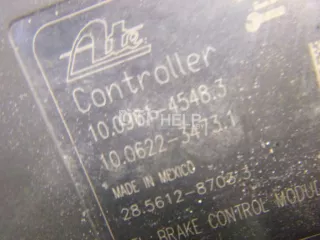 Ate
Controller
10.0961-4548.3
10.0622-3473.1
MADE IN MEXICO
28.5612-8703.3
BRAKE CONTROL MODUL